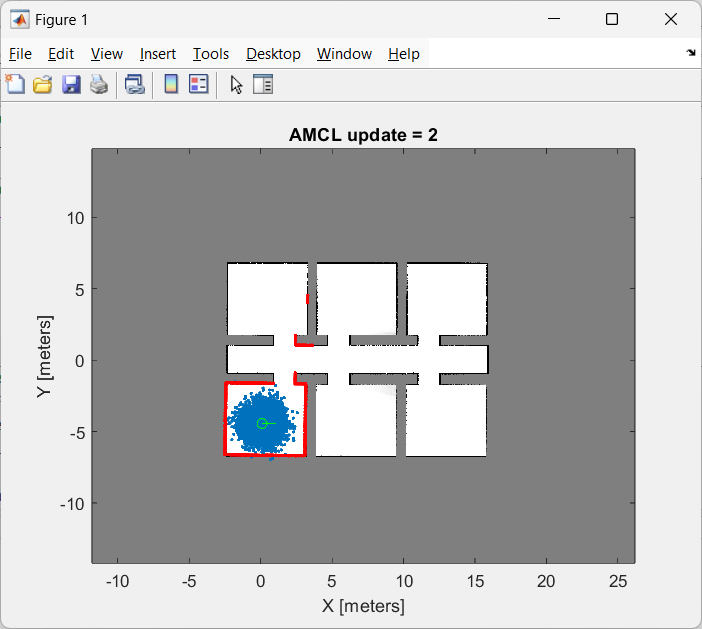 Figure 1
File Edit View Insert Tools Desktop Window Help
AMCL update = 2
10
5
0
-5
-10
Y [meters]
-10 -5 0 5 10 15 20 25
X [meters]